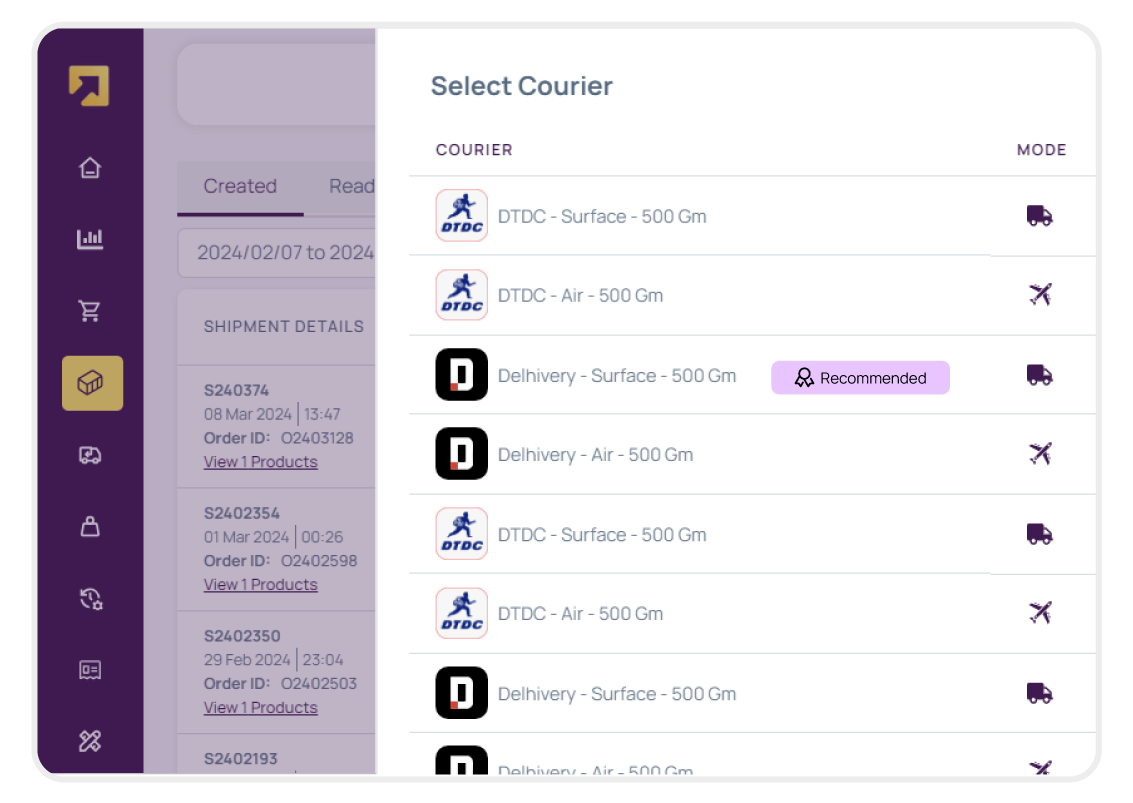 Created
Read
2024/02/07 to 2024
SHIPMENT DETAILS
S240374
08 Mar 2024 | 13:47
Order ID: O2403128
View 1 Products
S2402354
01 Mar 2024 | 00:26
Order ID: O2402598
View 1 Products
S2402350
29 Feb 2024 | 23:04
Order ID: O2402503
View 1 Products
S2402193
Select Courier
COURIER MODE
DTDC DTDC - Surface - 500 Gm
DTDC DTDC - Air - 500 Gm
D Delhivery - Surface - 500 Gm Recommended
D Delhivery - Air - 500 Gm
DTDC DTDC - Surface - 500 Gm
DTDC DTDC - Air - 500 Gm
D Delhivery - Surface - 500 Gm
D Delhivery - Air - 500 Gm